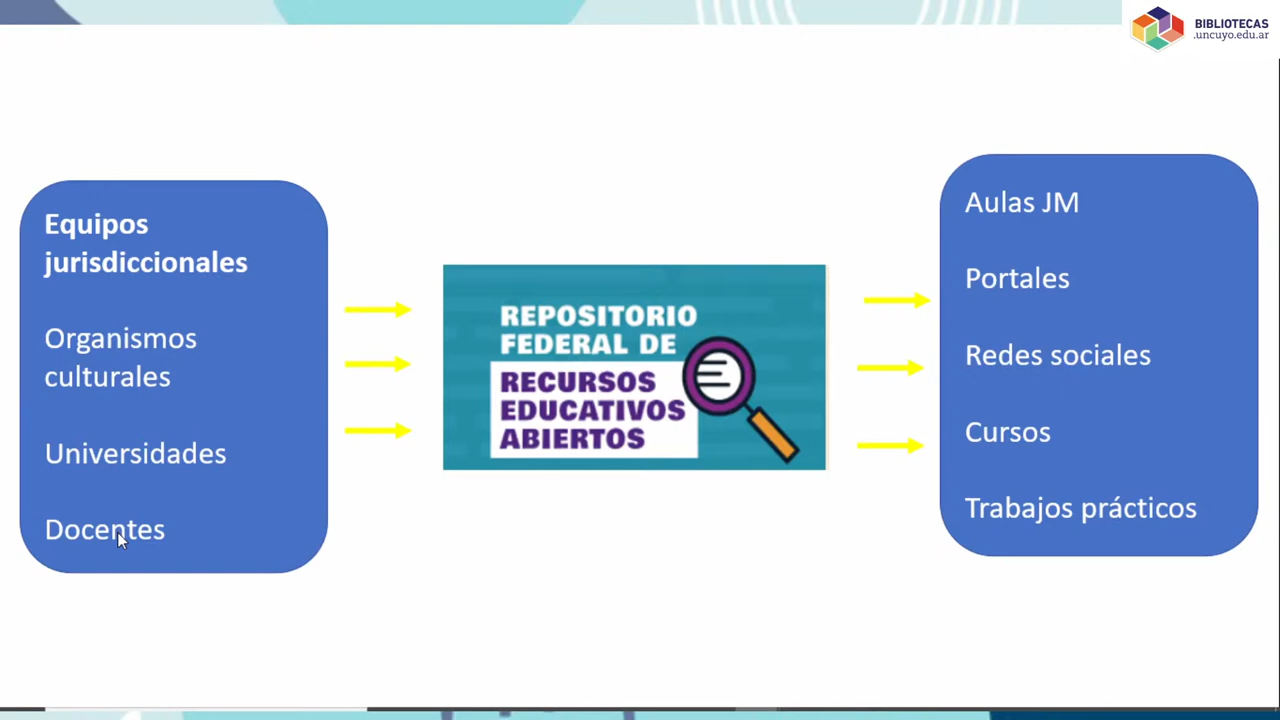 BIBLIOTECAS
.uncuyo.edu.ar
Equipos
jurisdiccionales
Organismos
culturales
Universidades
Docentes
REPOSITORIO
FEDERAL DE
RECURSOS
EDUCATIVOS
ABIERTOS
Aulas JM
Portales
Redes sociales
Cursos
Trabajos prácticos